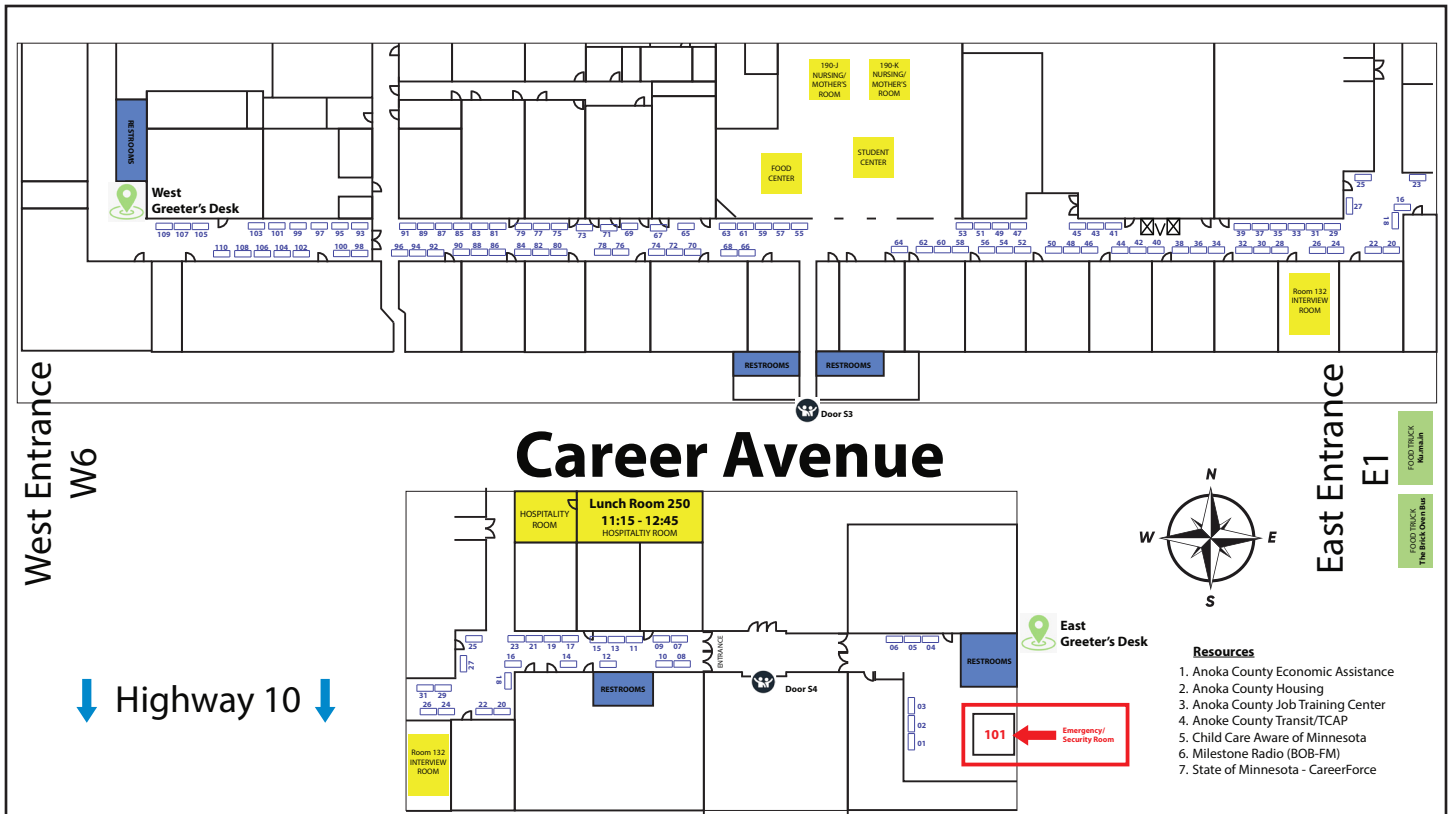 190-J
NURSING/
MOTHER'S
ROOM
190-K
NURSING/
MOTHER'S
ROOM
RESTROOMS
FOOD
CENTER
STUDENT
CENTER
West
Greeter's Desk
25
23
27
16
18
109 107 105
103 101 99 97 95 93
91 89 87 85 83 81
79 77 75
73 71 69 67 65
63 61 59 57 55
53 51 49 47
45 43 41
39 37 35 33 31 29
110 108 106 104 102
100 98
96 94 92
90 88 86
84 82 80
78 76
74 72 70
68 66
64 62 60 58
56 54 52
50 48 46
44 42 40
38 36 34
32 30 28
26 24
22 20
Room 132
INTERVIEW
ROOM
RESTROOMS
RESTROOMS
Door S3
West Entrance
W6
Career Avenue
East Entrance
E1
FOOD TRUCK
Ku.ma.in
FOOD TRUCK
The Brick Oven Bus
N
W
E
S
HOSPITALITY
ROOM
Lunch Room 250
11:15 - 12:45
HOSPITALTIY ROOM
East
Greeter's Desk
25
23 21 19 17
15 13 11
09 07
ENTRANCE
06 05 04
RESTROOMS
27
16
14
12
10 08
18
RESTROOMS
Door S4
31 29
26 24
22 20
03
02
01
101
Emergency/
Security Room
Room 132
INTERVIEW
ROOM
Highway 10
Resources
1. Anoka County Economic Assistance
2. Anoka County Housing
3. Anoka County Job Training Center
4. Anoke County Transit/TCAP
5. Child Care Aware of Minnesota
6. Milestone Radio (BOB-FM)
7. State of Minnesota - CareerForce